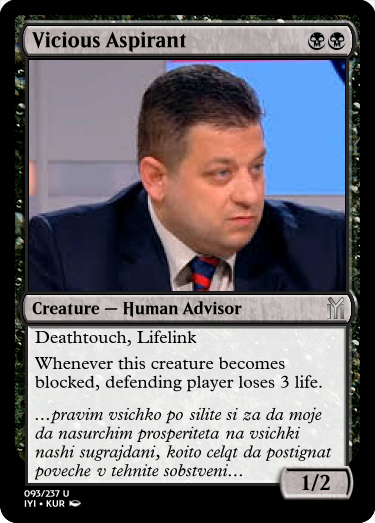 Vicious Aspirant
Creature — Human Advisor
Deathtouch, Lifelink
Whenever this creature becomes
blocked, defending player loses 3 life.
…pravim vsichko po silite si za da moje
da nasurchim prosperiteta na vsichki
nashi sugrajdani, koito celqt da postignat
poveche v tehnite sobstveni…
1/2
093/237 U
IYI • KUR